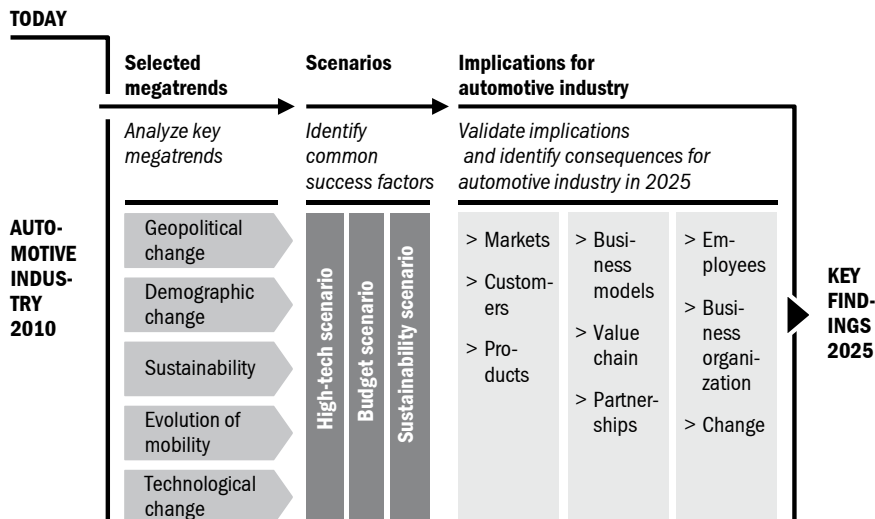 TODAY
Selected
megatrends
Scenarios
Implications for
automotive industry
Analyze key
megatrends
Identify
common
success factors
Validate implications
and identify consequences for
automotive industry in 2025
AUTO-
MOTIVE
INDUS-
TRY
2010
Geopolitical
change
Demographic
change
Sustainability
Evolution of
mobility
Technological
change
High-tech scenario
Budget scenario
Sustainability scenario
> Markets
> Custom-
ers
> Pro-
ducts
> Busi-
ness
models
> Value
chain
> Partner-
ships
> Em-
ployees
> Busi-
ness
organi-
zation
> Change
KEY
FIND-
INGS
2025